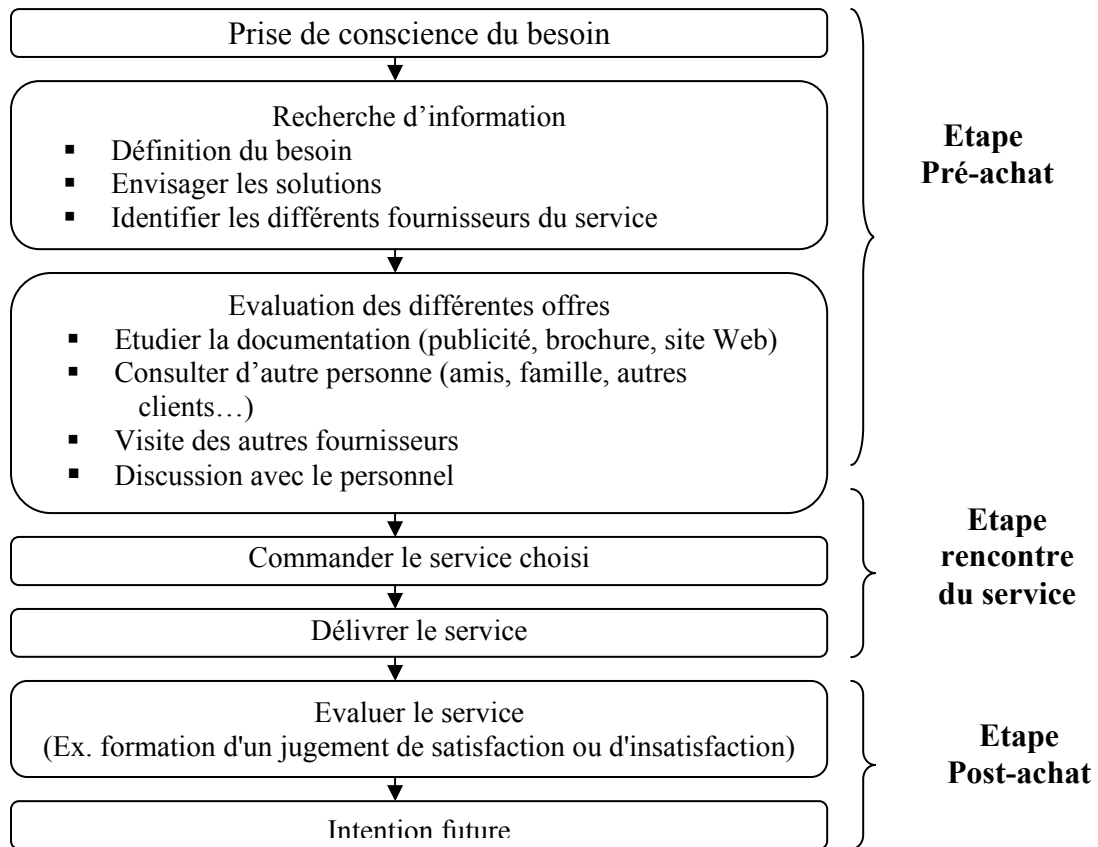 Prise de conscience du besoin
Recherche d'information
▪ Définition du besoin
▪ Envisager les solutions
▪ Identifier les différents fournisseurs du service
Etape
Pré-achat
Evaluation des différentes offres
▪ Etudier la documentation (publicité, brochure, site Web)
▪ Consulter d'autre personne (amis, famille, autres
clients…)
▪ Visite des autres fournisseurs
▪ Discussion avec le personnel
Commander le service choisi
Délivrer le service
Etape
rencontre
du service
Evaluer le service
(Ex. formation d'un jugement de satisfaction ou d'insatisfaction)
Intention future
Etape
Post-achat